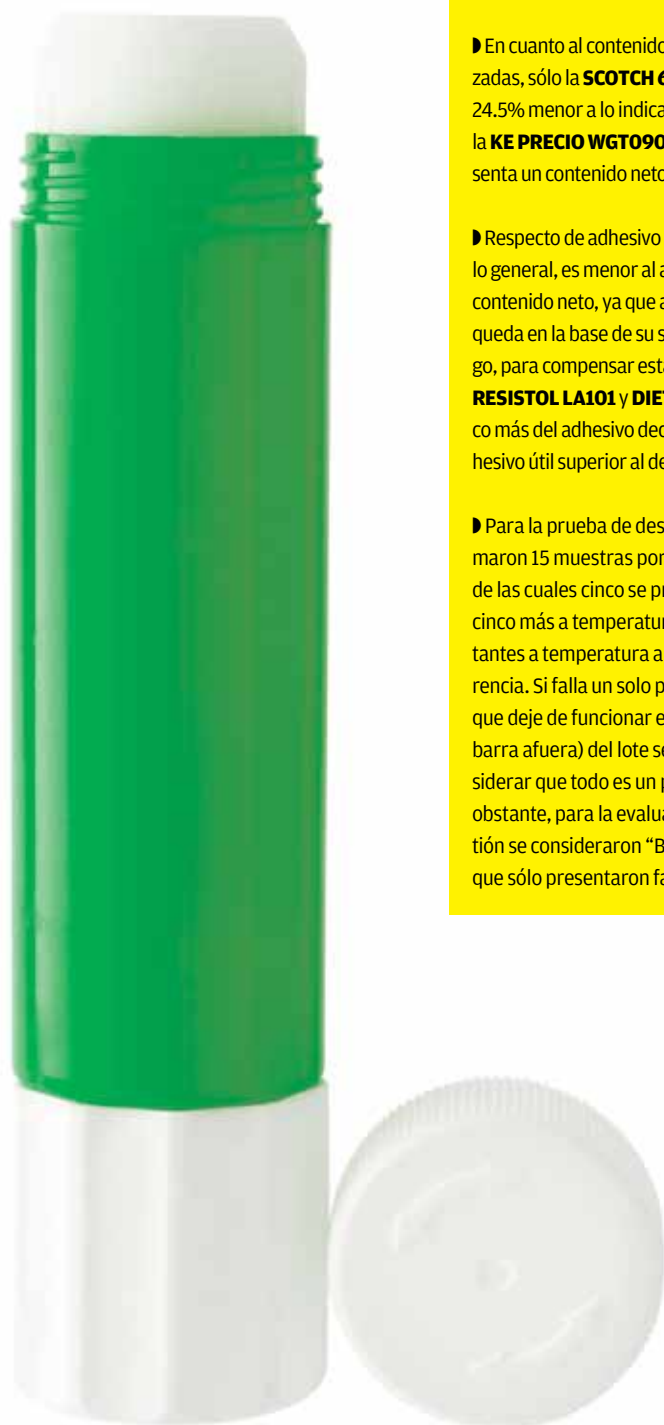 ◗ En cuanto al contenido
zadas, sólo la SCOTCH 6
24.5% menor a lo indica
la KE PRECIO WGT090
senta un contenido neto
◗ Respecto de adhesivo
lo general, es menor al a
contenido neto, ya que a
queda en la base de su s
go, para compensar esta
RESISTOL LA101 y DIET
co más del adhesivo dec
hesivo útil superior al de
◗ Para la prueba de des
maron 15 muestras por
de las cuales cinco se pr
cinco más a temperatur
tantes a temperatura a
rencia. Si falla un solo p
que deje de funcionar e
barra afuera) del lote se
siderar que todo es un p
obstante, para la evalua
tión se consideraron “B
que sólo presentaron fa